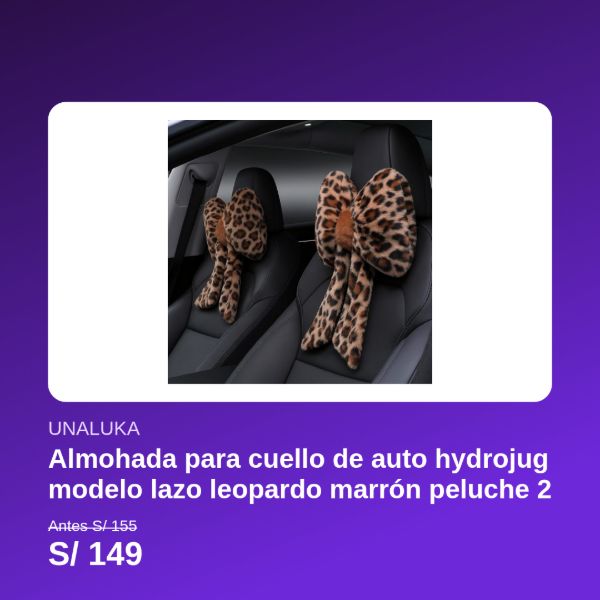 UNALUKA
Almohada para cuello de auto hydrojug
modelo lazo leopardo marrón peluche 2
Antes S/ 155
S/ 149